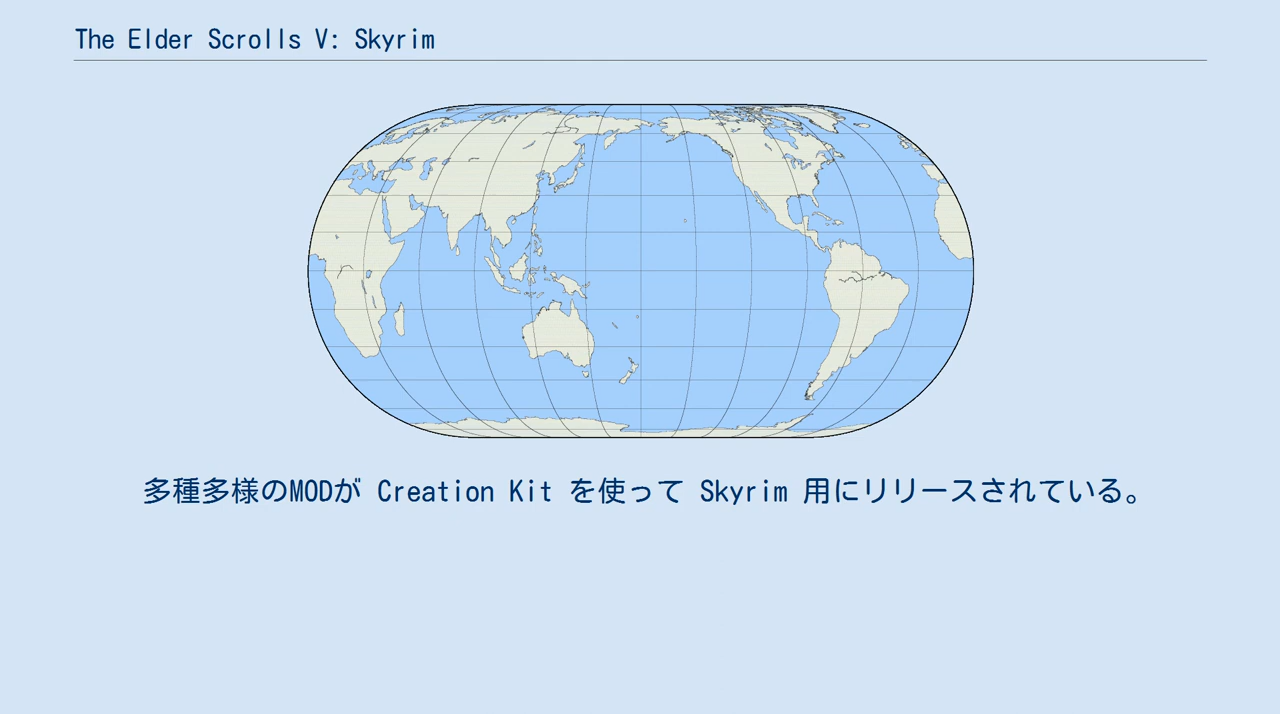 The Elder Scrolls V: Skyrim
多種多様のMODが Creation Kit を使って Skyrim 用にリリースされている。